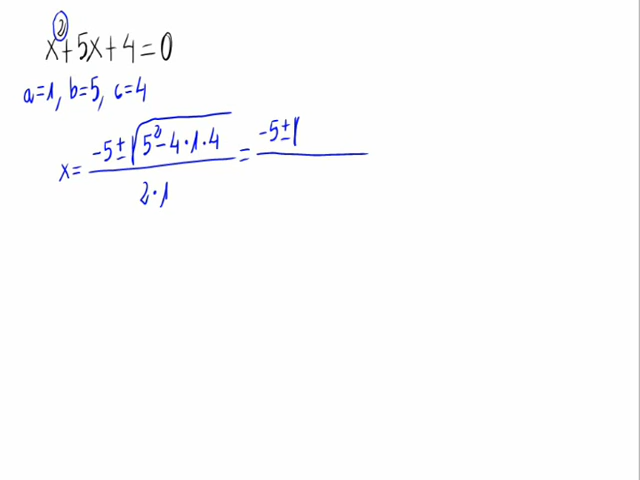 x²+5x+4=0
a=1, b=5, c=4
x= (-5±√(5²-4·1·4))/(2·1) = -5±√